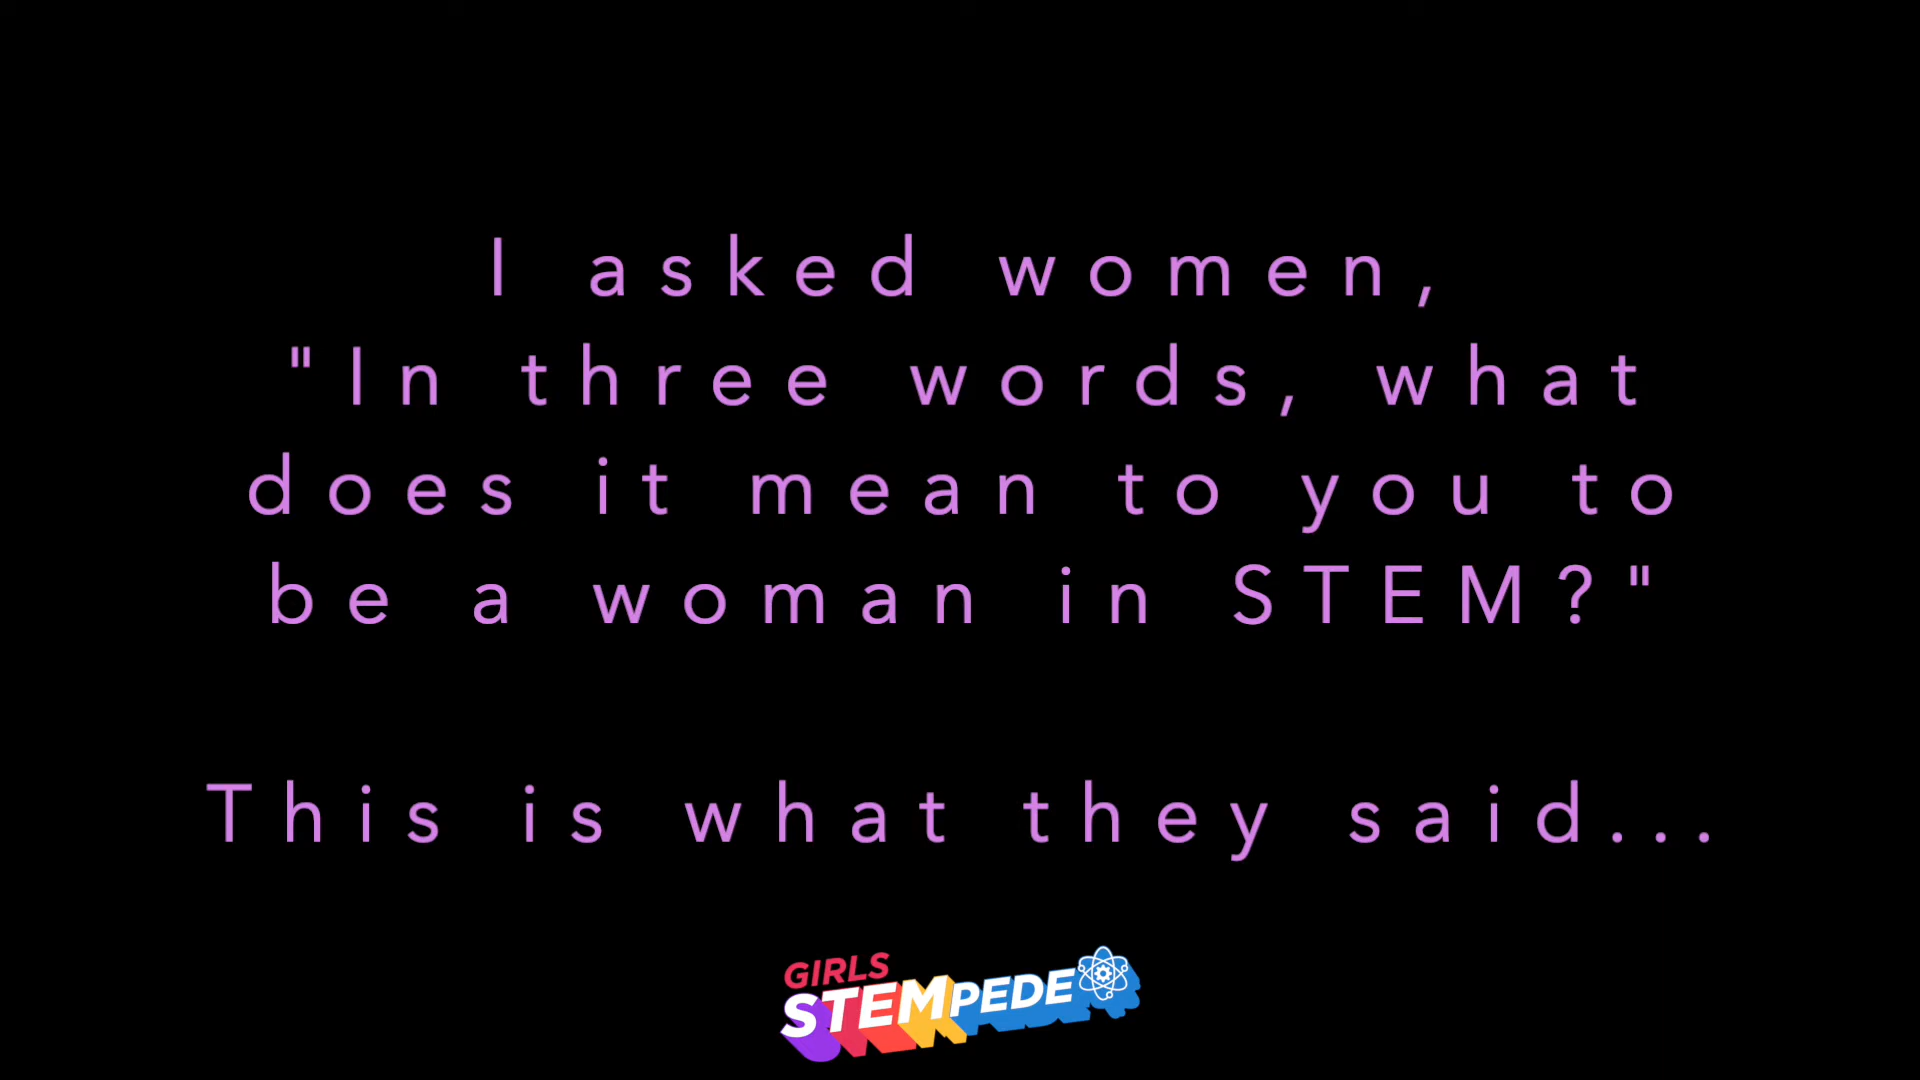 I asked women,
"In three words, what
does it mean to you to
be a woman in STEM?"
This is what they said...
GIRLS
STEMPEDE